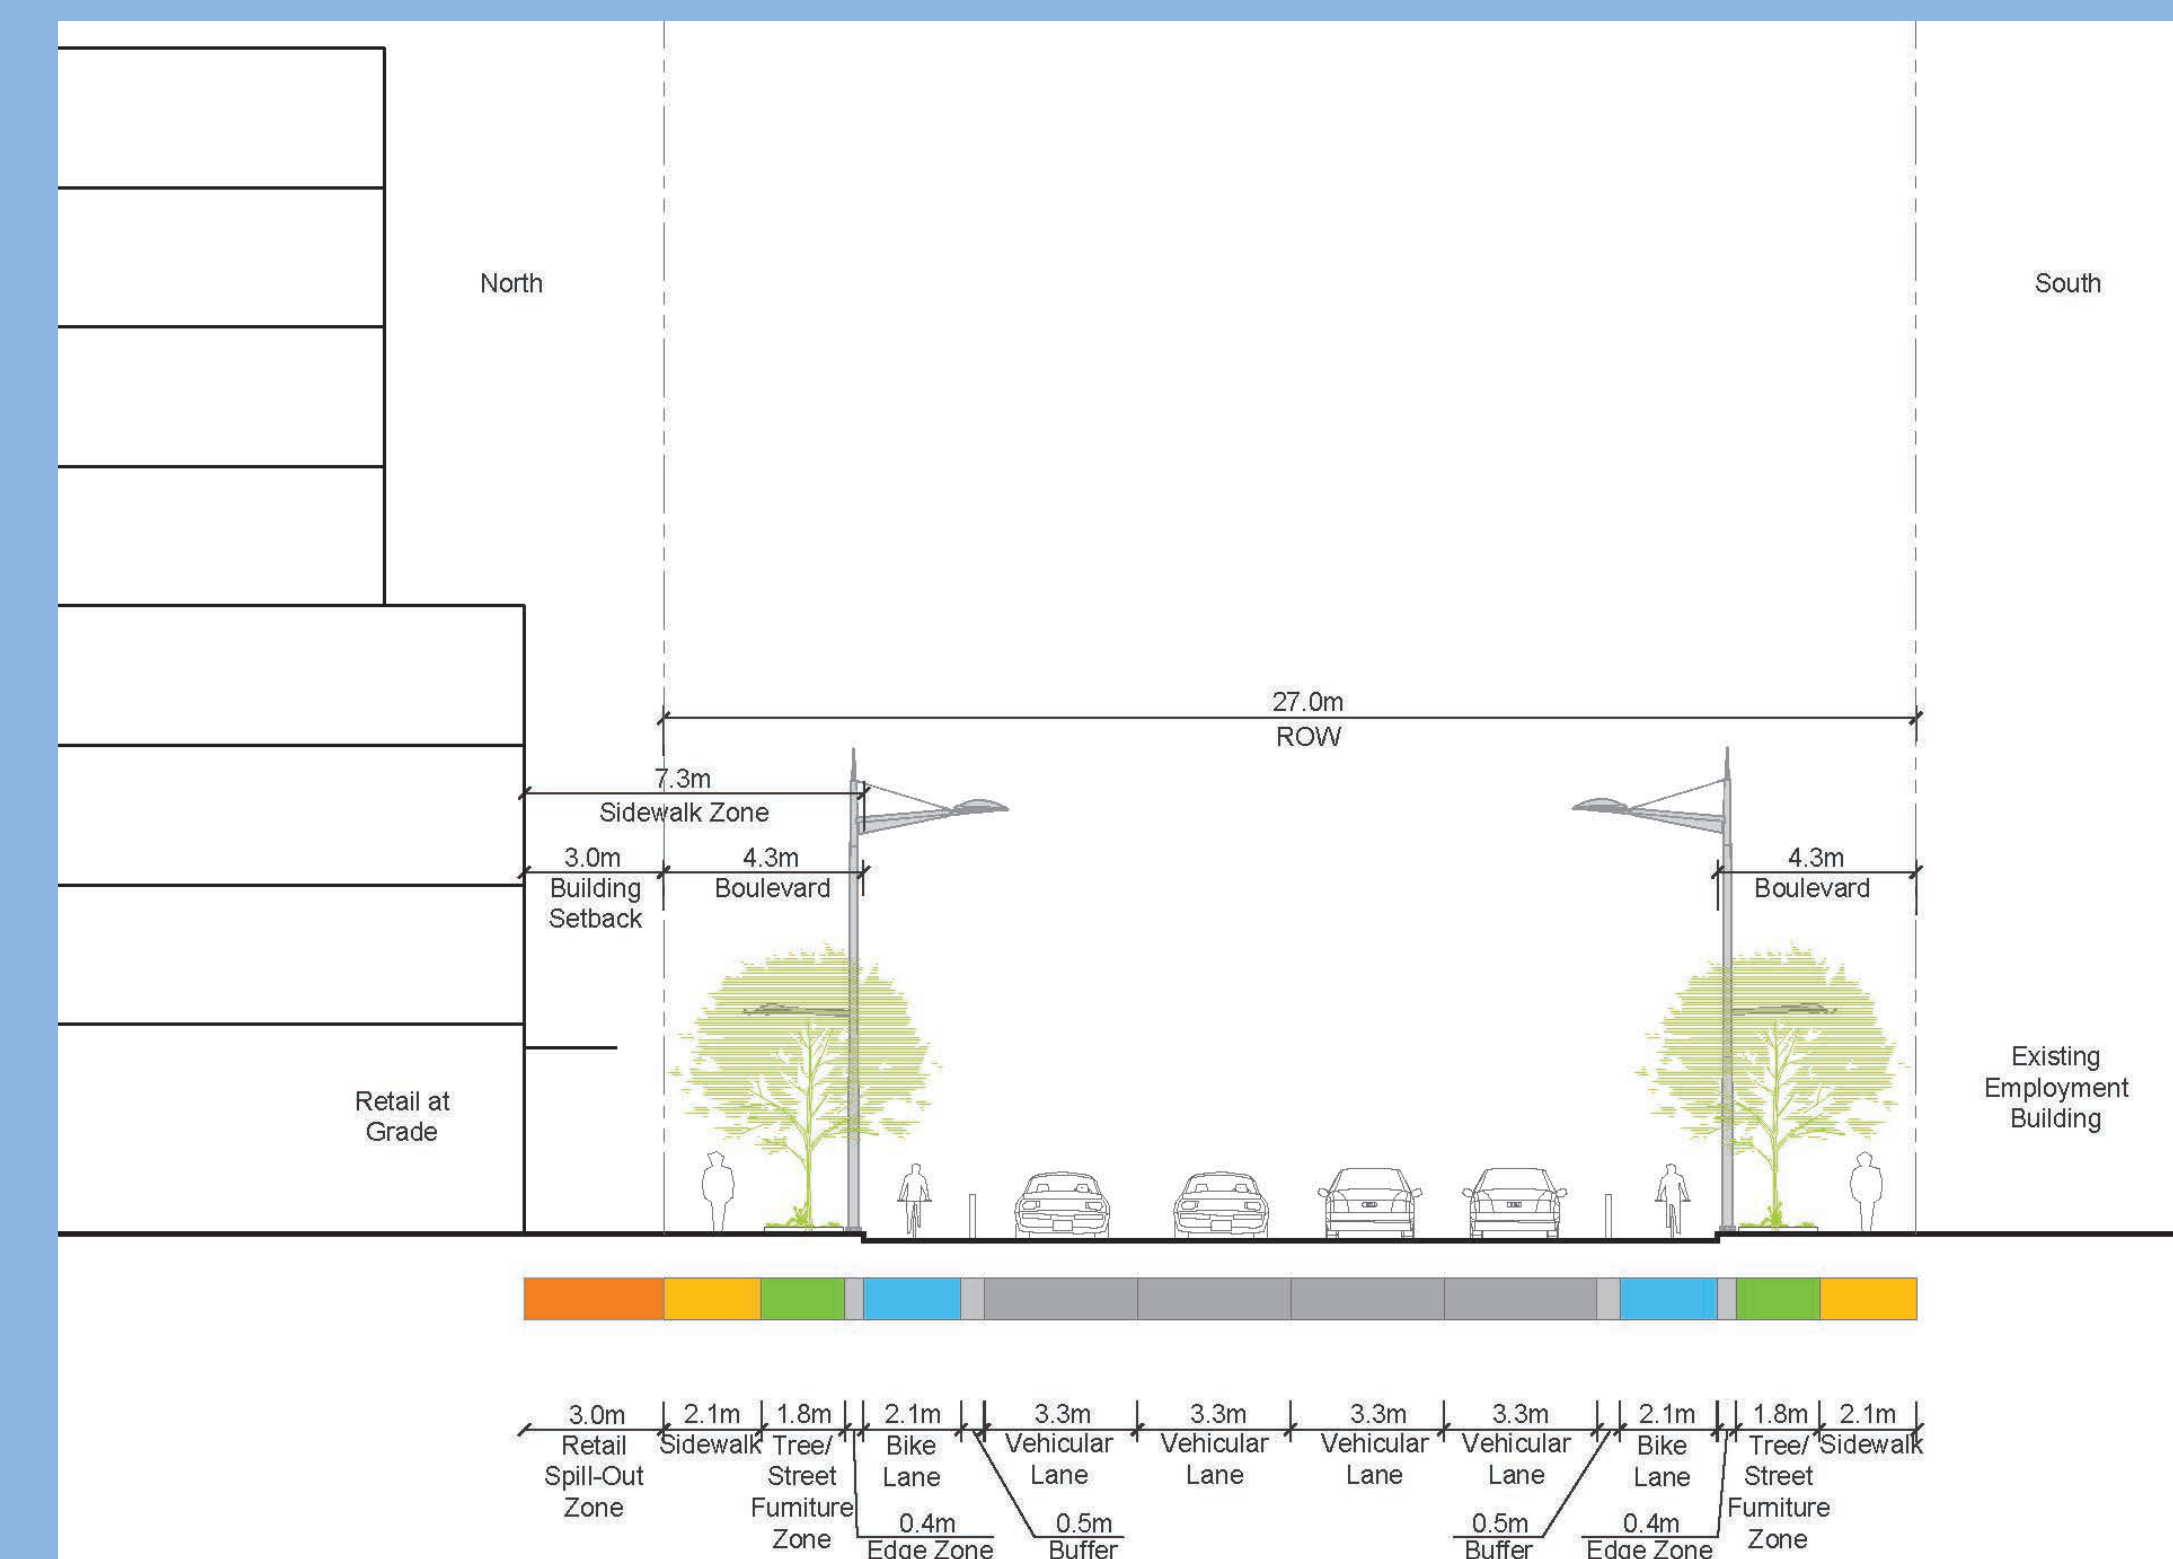 North
South
27.0m
ROW
7.3m
Sidewalk Zone
3.0m
Building
Setback
4.3m
Boulevard
4.3m
Boulevard
Retail at
Grade
Existing
Employment
Building
3.0m
Retail
Spill-Out
Zone
2.1m
Sidewalk
1.8m
Tree/
Street
Furniture
Zone
0.4m
Edge Zone
2.1m
Bike
Lane
0.5m
Buffer
3.3m
Vehicular
Lane
3.3m
Vehicular
Lane
3.3m
Vehicular
Lane
3.3m
Vehicular
Lane
0.5m
Buffer
2.1m
Bike
Lane
0.4m
Edge Zone
1.8m
Tree/
Street
Furniture
Zone
2.1m
Sidewalk